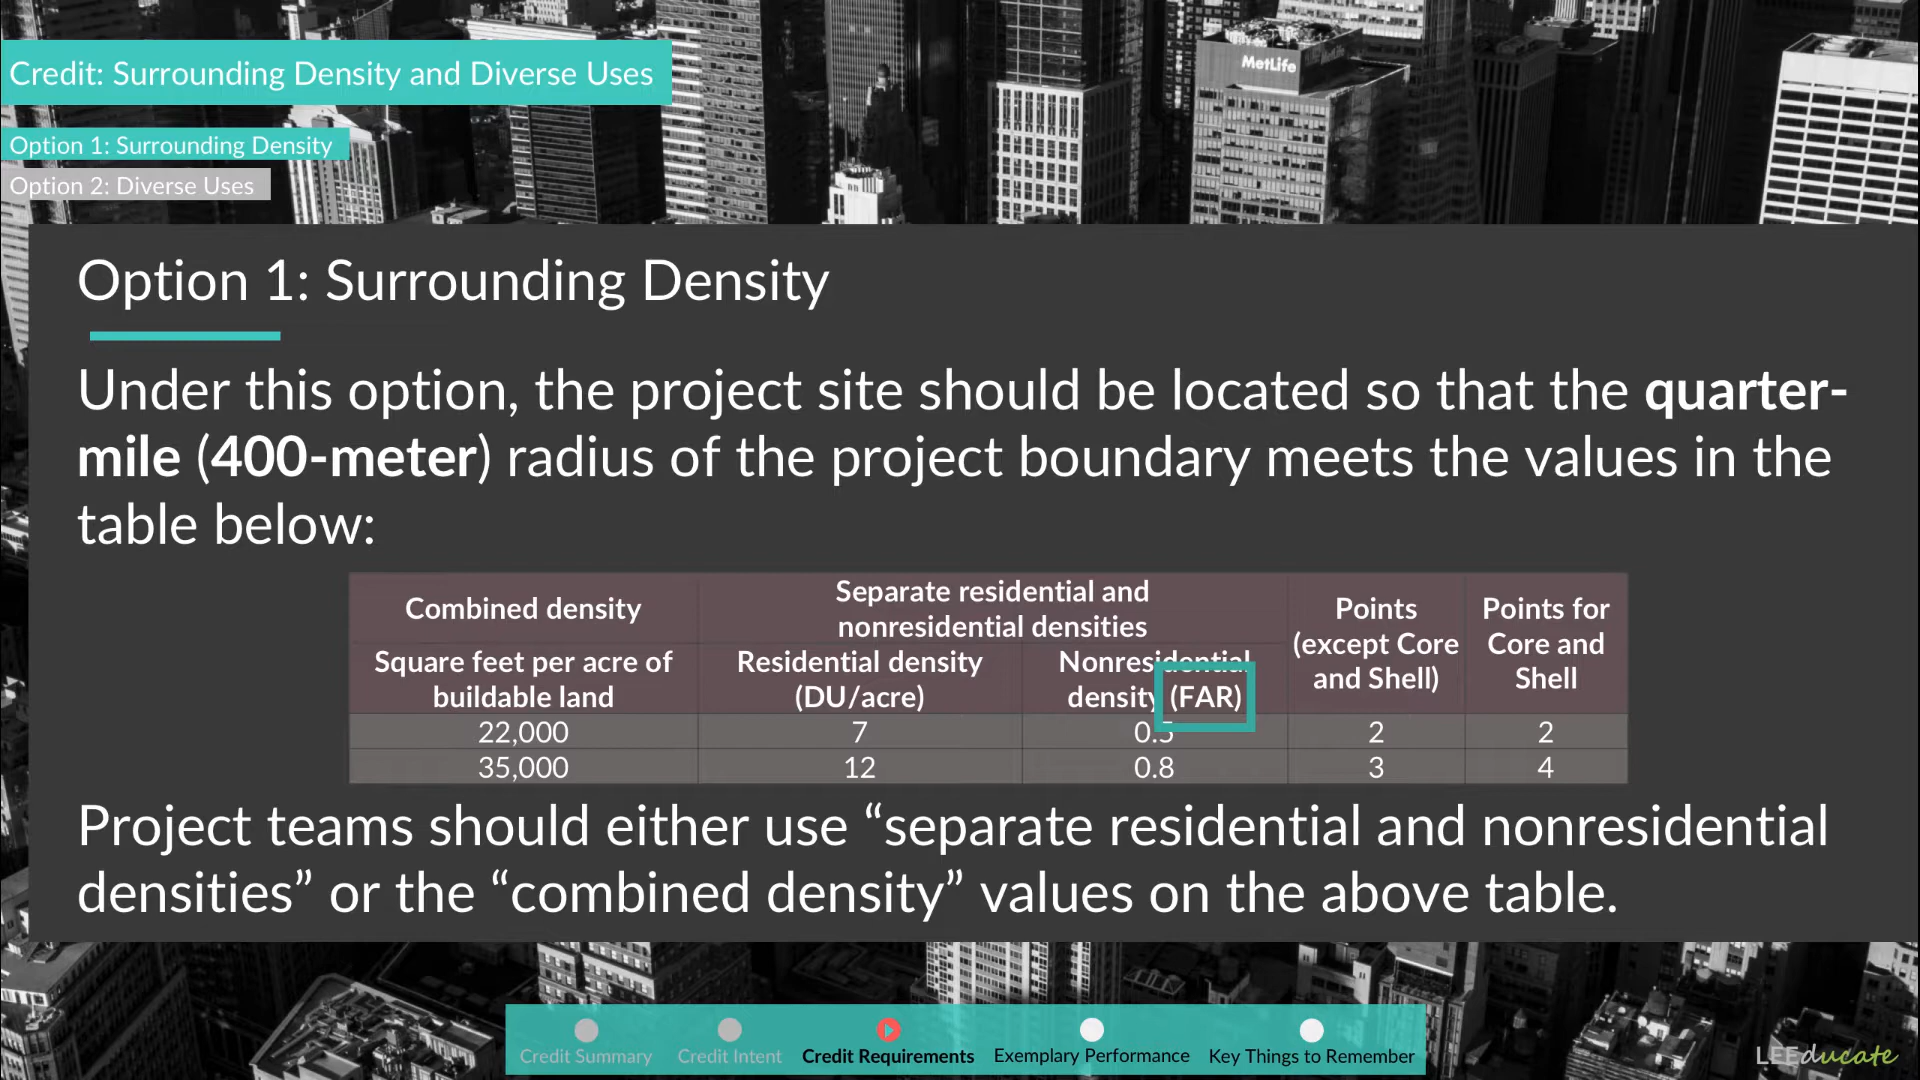 MetLife
Credit: Surrounding Density and Diverse Uses
Option 1: Surrounding Density
Option 2: Diverse Uses
Option 1: Surrounding Density
Under this option, the project site should be located so that the quarter-
mile (400-meter) radius of the project boundary meets the values in the
table below:
Combined density
Separate residential and
nonresidential densities
Points
(except Core
and Shell)
Points for
Core and
Shell
Square feet per acre of
buildable land
Residential density
(DU/acre)
Nonresidential
density (FAR)
22,000 7 0.5 2 2
35,000 12 0.8 3 4
Project teams should either use “separate residential and nonresidential
densities” or the “combined density” values on the above table.
Credit Summary Credit Intent Credit Requirements Exemplary Performance Key Things to Remember
LEEducate